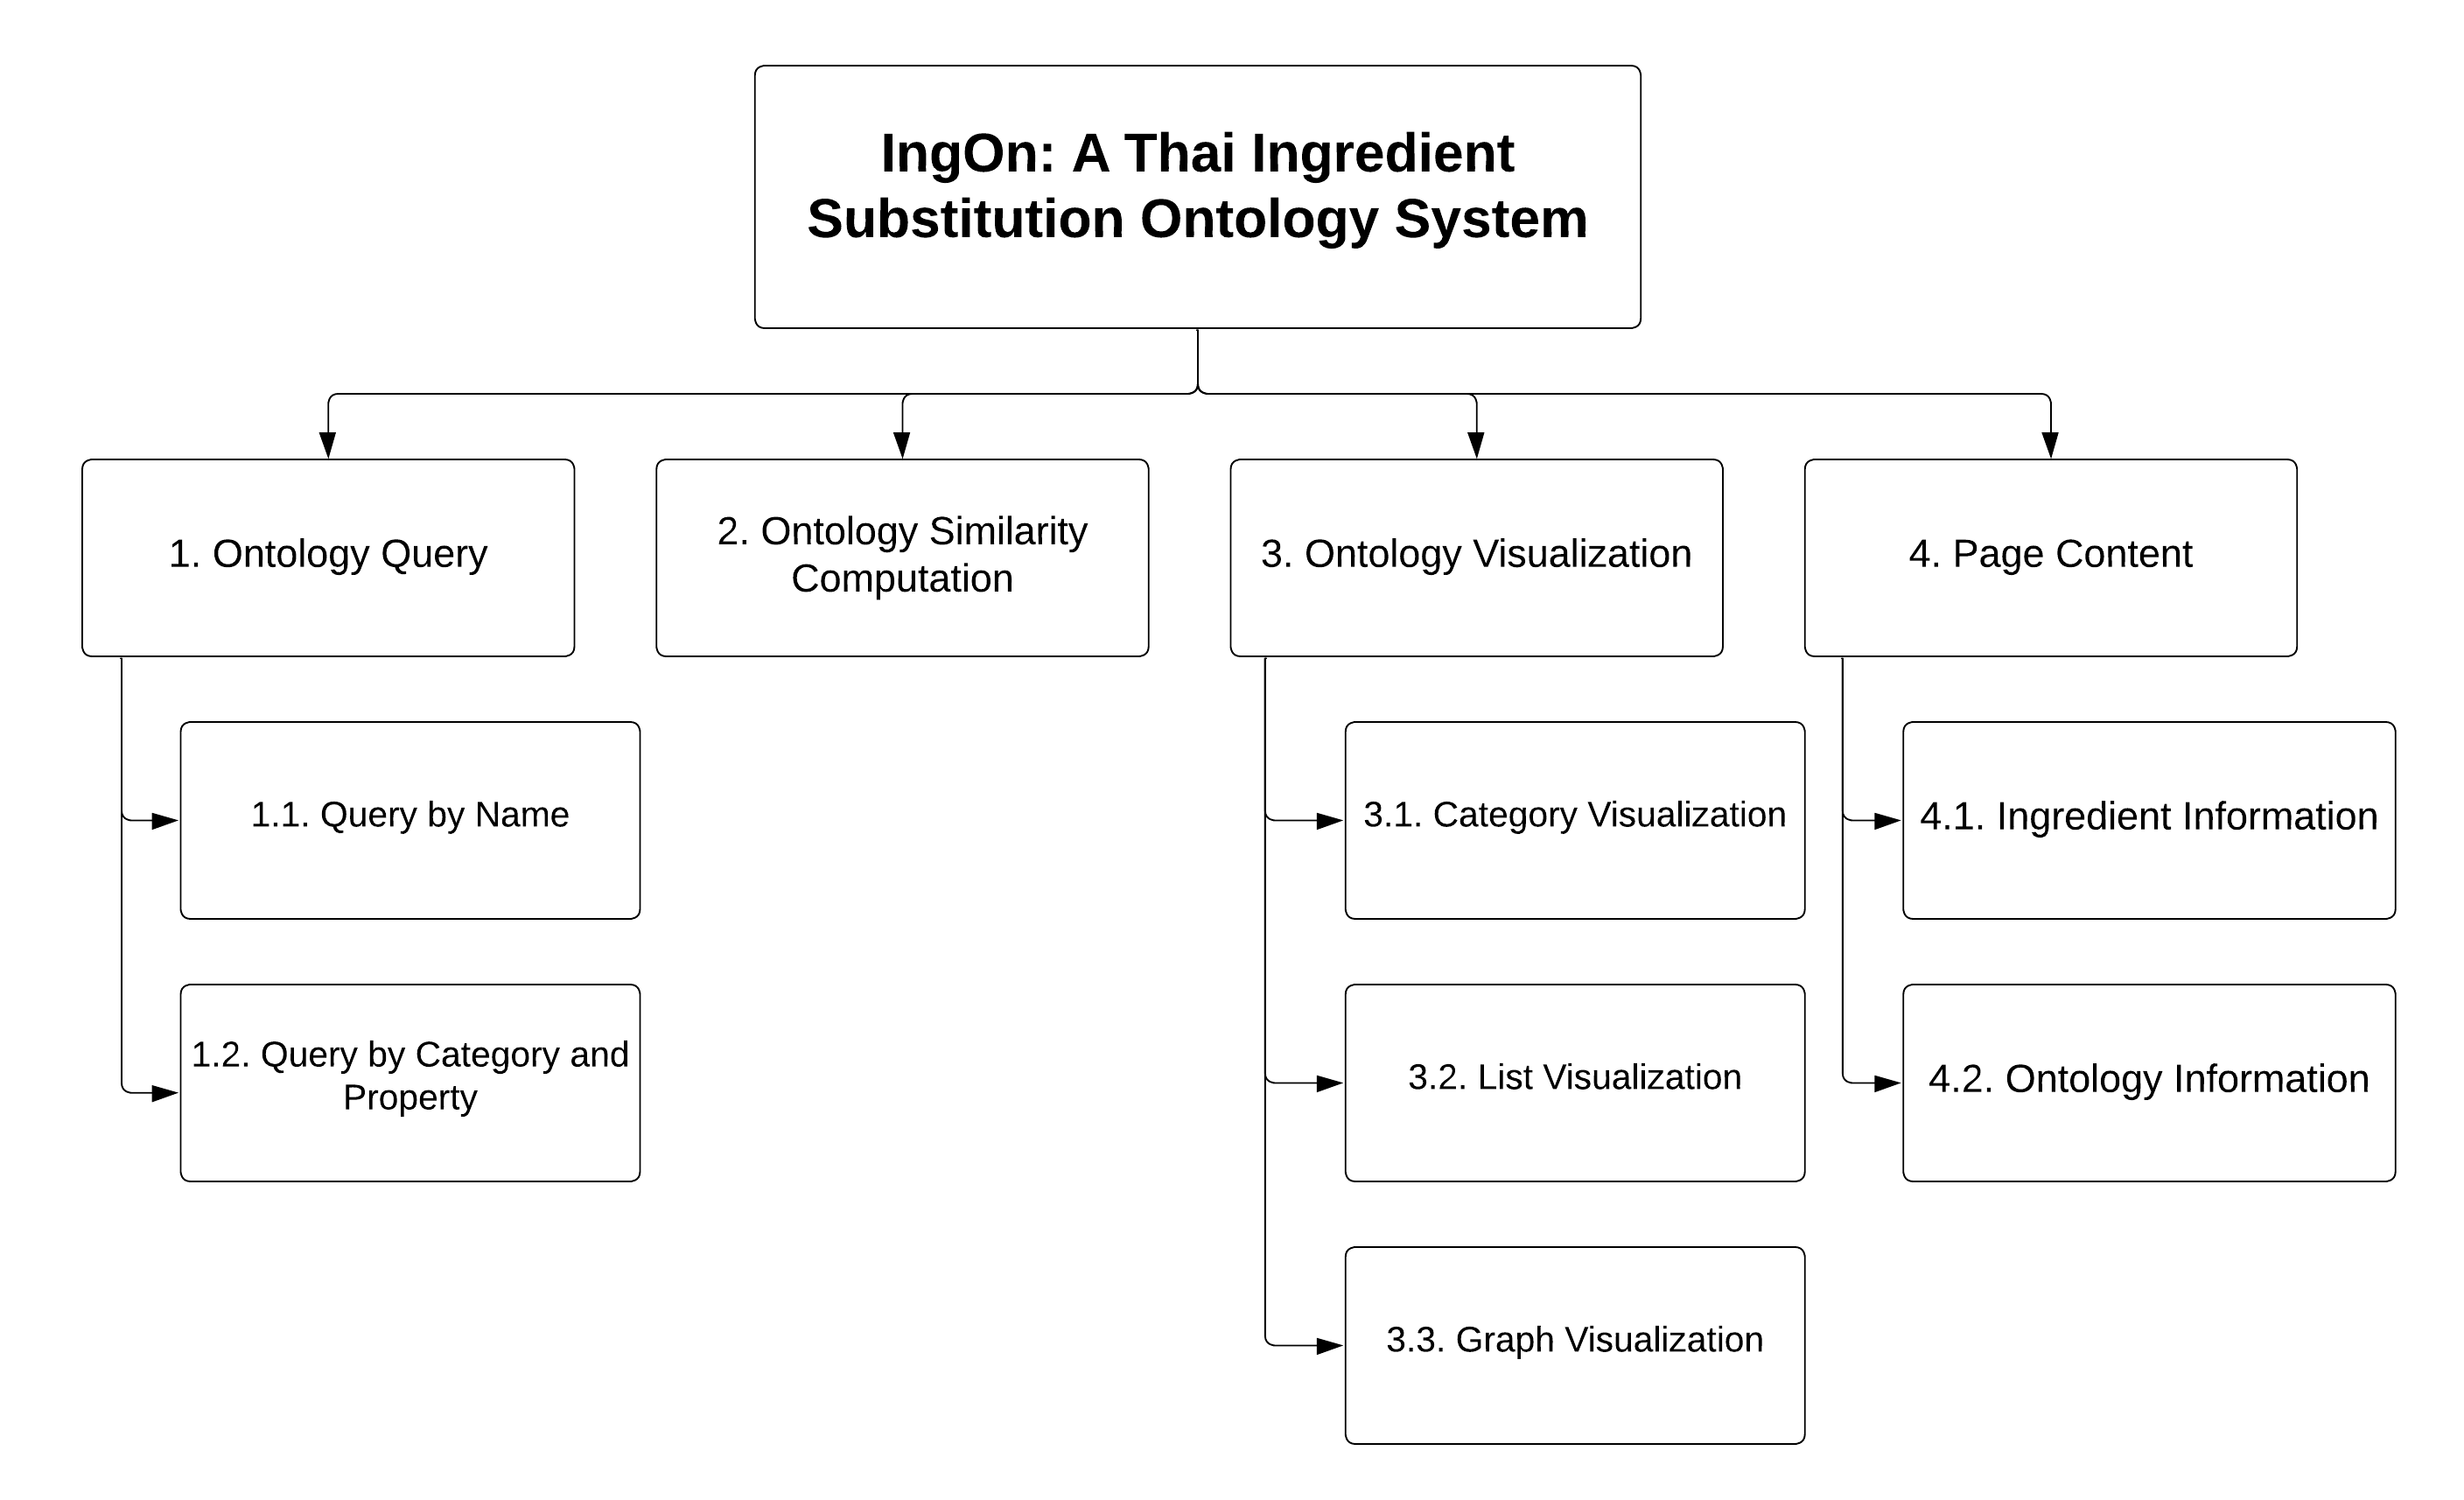 IngOn: A Thai Ingredient
Substitution Ontology System
1. Ontology Query
2. Ontology Similarity
Computation
3. Ontology Visualization
4. Page Content
1.1. Query by Name
3.1. Category Visualization
4.1. Ingredient Information
1.2. Query by Category and
Property
3.2. List Visualization
4.2. Ontology Information
3.3. Graph Visualization